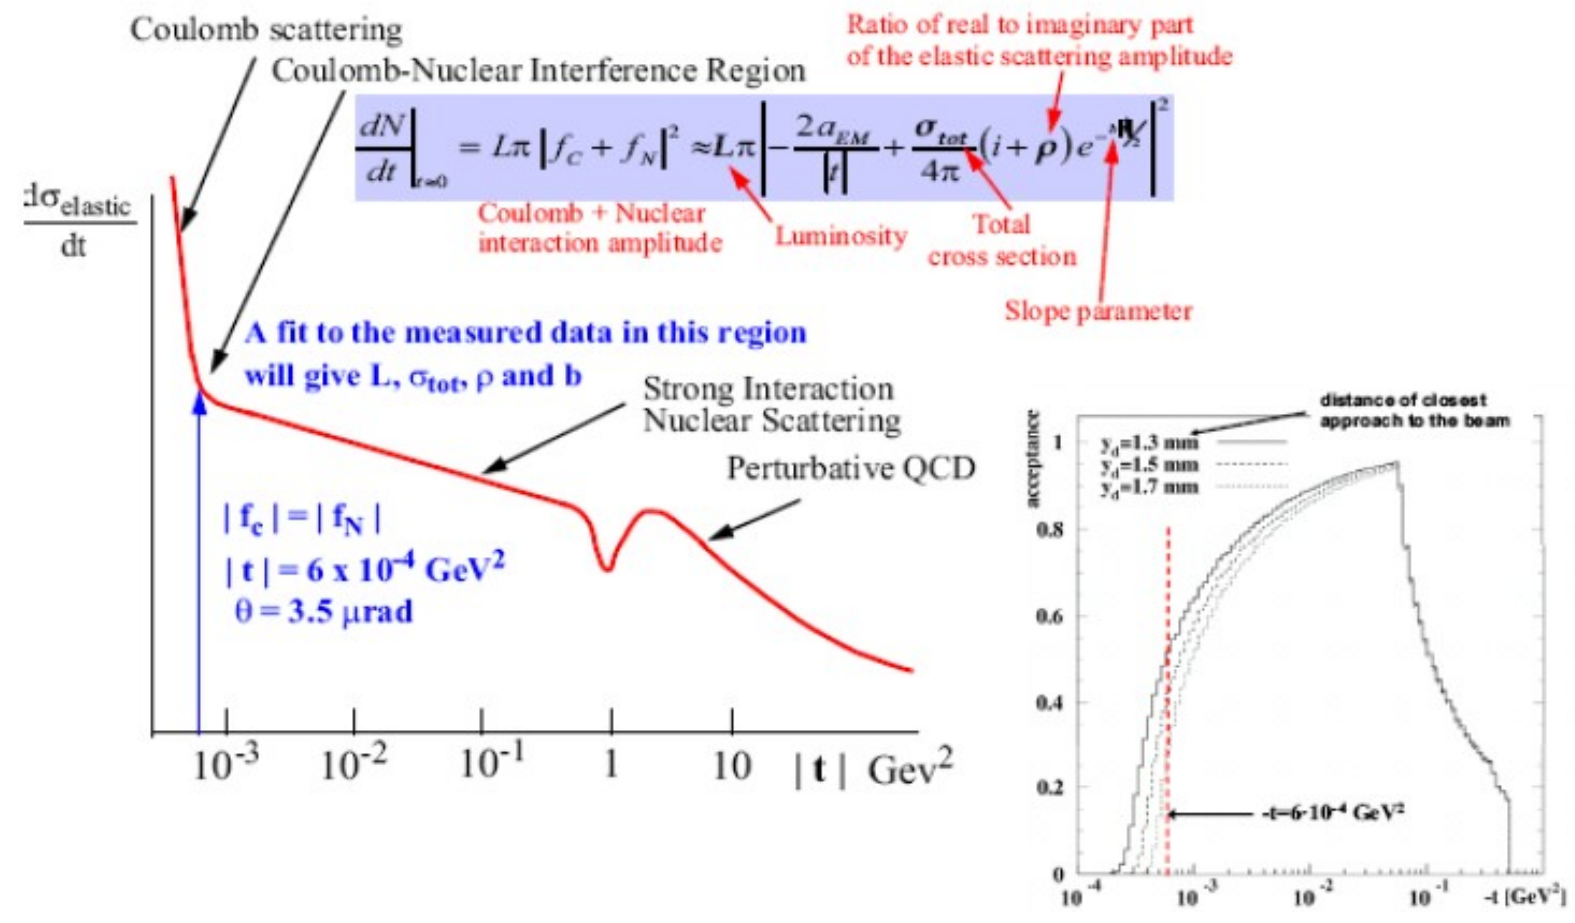 Coulomb scattering
Coulomb-Nuclear Interference Region
Ratio of real to imaginary part
of the elastic scattering amplitude
dN/dt|t=0 = Lπ |fC + fN|² ≈ Lπ |− 2aEM/|t| + σtot/4π (i + ρ) e |²
Coulomb + Nuclear
interaction amplitude
Luminosity
Total
cross section
Slope parameter
dσelastic
dt
A fit to the measured data in this region
will give L, σtot, ρ and b
Strong Interaction
Nuclear Scattering
Perturbative QCD
| fc | = | fN |
| t | = 6 x 10⁻⁴ GeV²
θ = 3.5 μrad
10⁻³ 10⁻² 10⁻¹ 1 10 | t | Gev²
distance of closest
approach to the beam
acceptance
yd=1.3 mm
yd=1.5 mm
yd=1.7 mm
1
0.8
0.6
0.4
0.2
0
-t=6·10⁻⁴ GeV²
10⁻⁴ 10⁻³ 10⁻² 10⁻¹ 1
-t [GeV²]